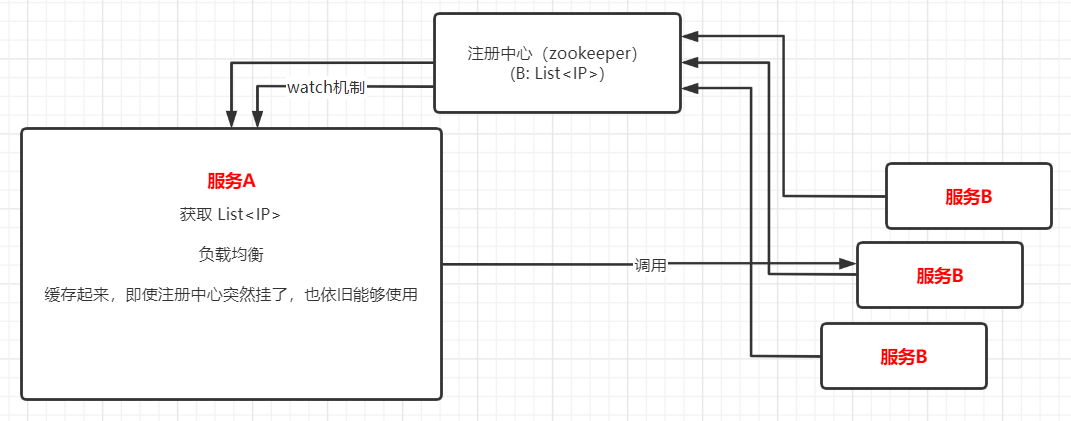 注册中心（zookeeper）
(B: List<IP>)
watch机制
服务A
获取 List<IP>
负载均衡
缓存起来，即使注册中心突然挂了，也依旧能够使用
调用
服务B
服务B
服务B